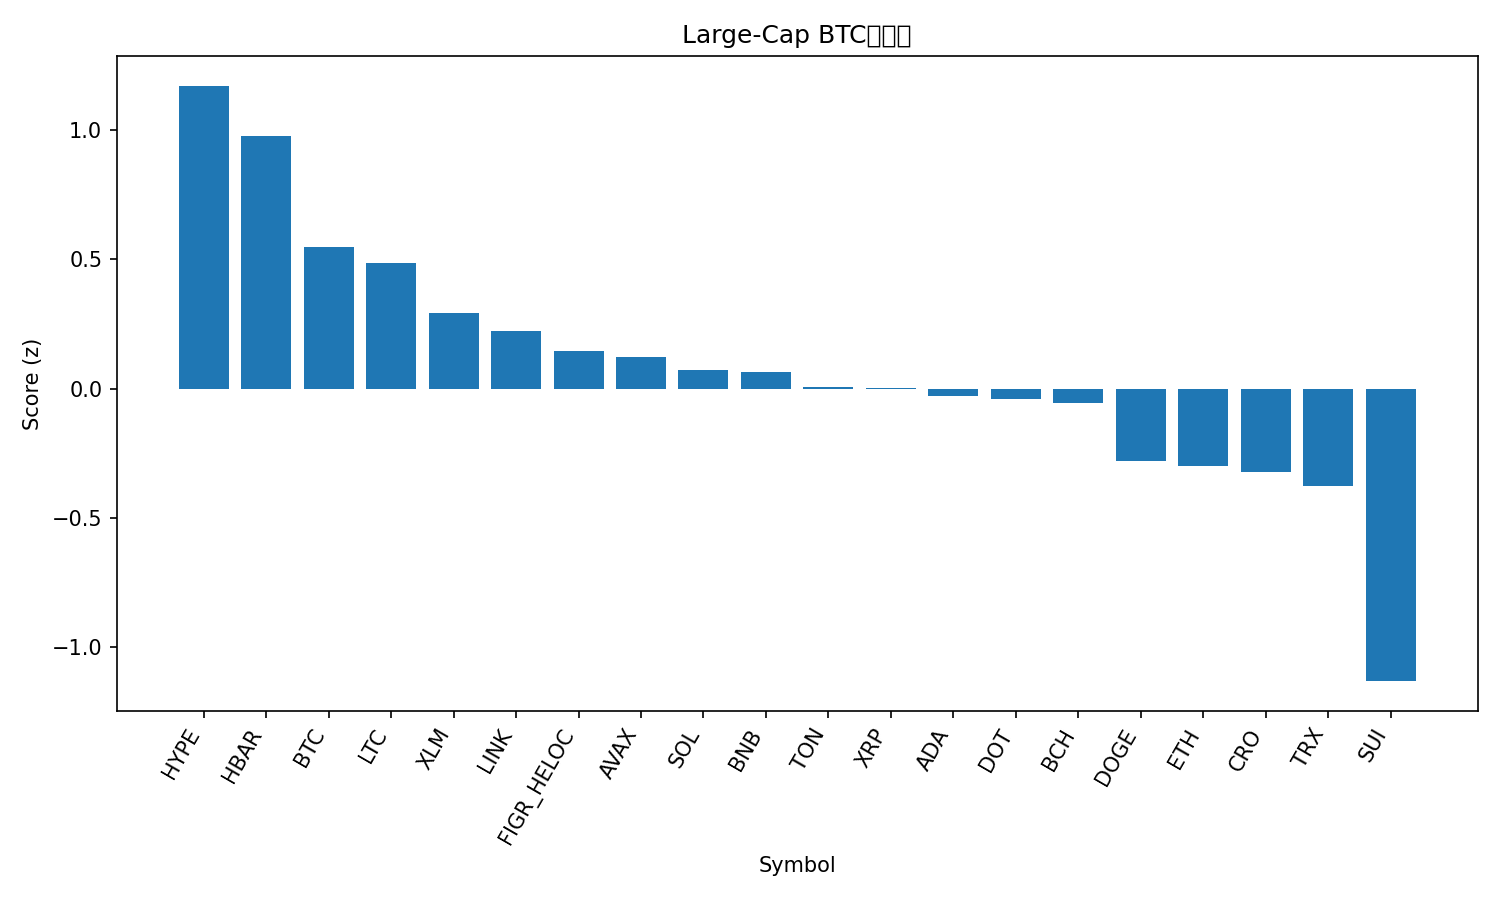 Large-Cap BTC
1.0
0.5
0.0
−0.5
−1.0
Score (z)
HYPE
HBAR
BTC
LTC
XLM
LINK
FIGR_HELOC
AVAX
SOL
BNB
TON
XRP
ADA
DOT
BCH
DOGE
ETH
CRO
TRX
SUI
Symbol